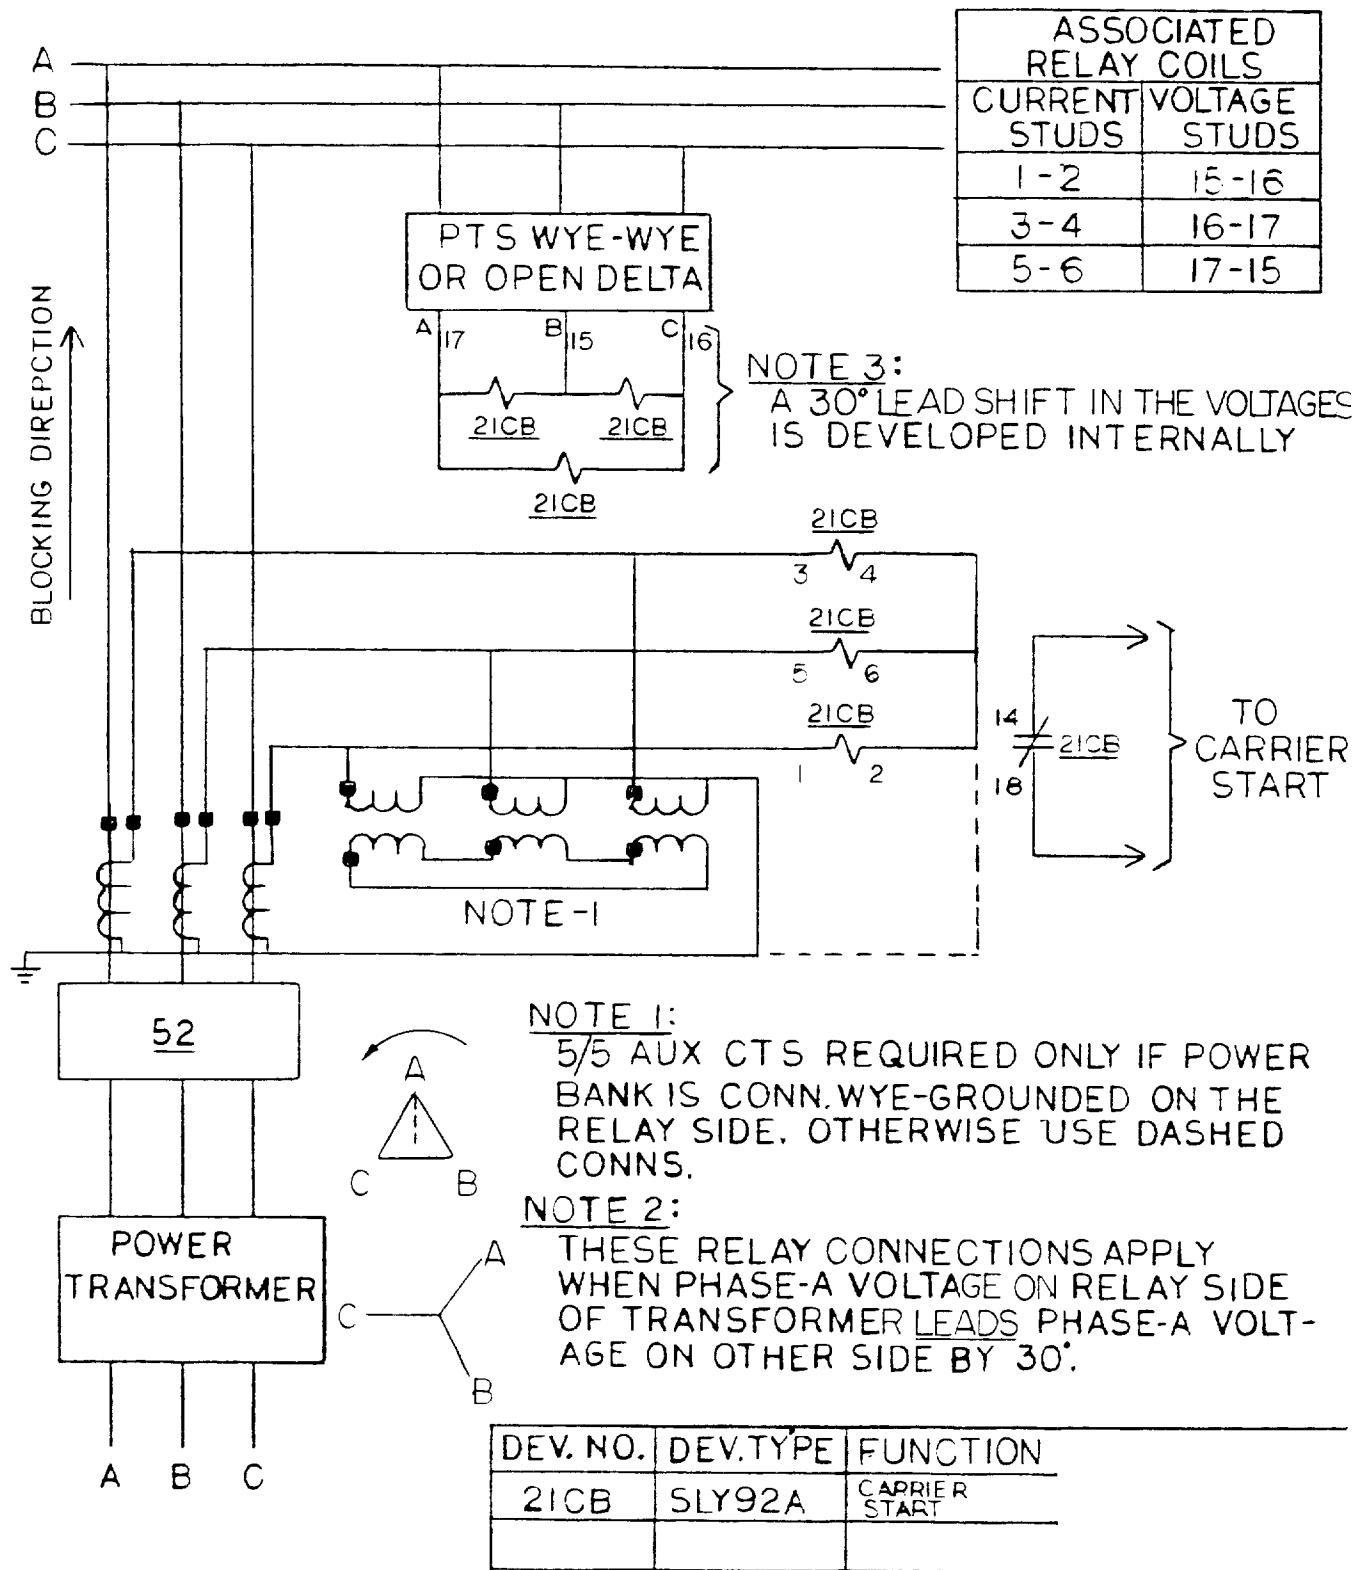 A
B
C
ASSOCIATED
RELAY COILS
CURRENT STUDS
VOLTAGE STUDS
1-2 15-16
3-4 16-17
5-6 17-15
PTS WYE-WYE
OR OPEN DELTA
A 17 B 15 C 16
21CB 21CB
21CB
NOTE 3:
A 30° LEAD SHIFT IN THE VOLTAGES
IS DEVELOPED INTERNALLY
BLOCKING DIREPCTION
21CB
3 4
21CB
5 6
21CB
1 2
14
21CB
18
TO
CARRIER
START
NOTE-1
52
A
C B
NOTE 1:
5/5 AUX CTS REQUIRED ONLY IF POWER
BANK IS CONN. WYE-GROUNDED ON THE
RELAY SIDE. OTHERWISE USE DASHED
CONNS.
NOTE 2:
THESE RELAY CONNECTIONS APPLY
WHEN PHASE-A VOLTAGE ON RELAY SIDE
OF TRANSFORMER LEADS PHASE-A VOLT-
AGE ON OTHER SIDE BY 30°.
POWER
TRANSFORMER
A
C
B
A B C
DEV. NO. DEV. TYPE FUNCTION
21CB SLY92A CARRIER
START